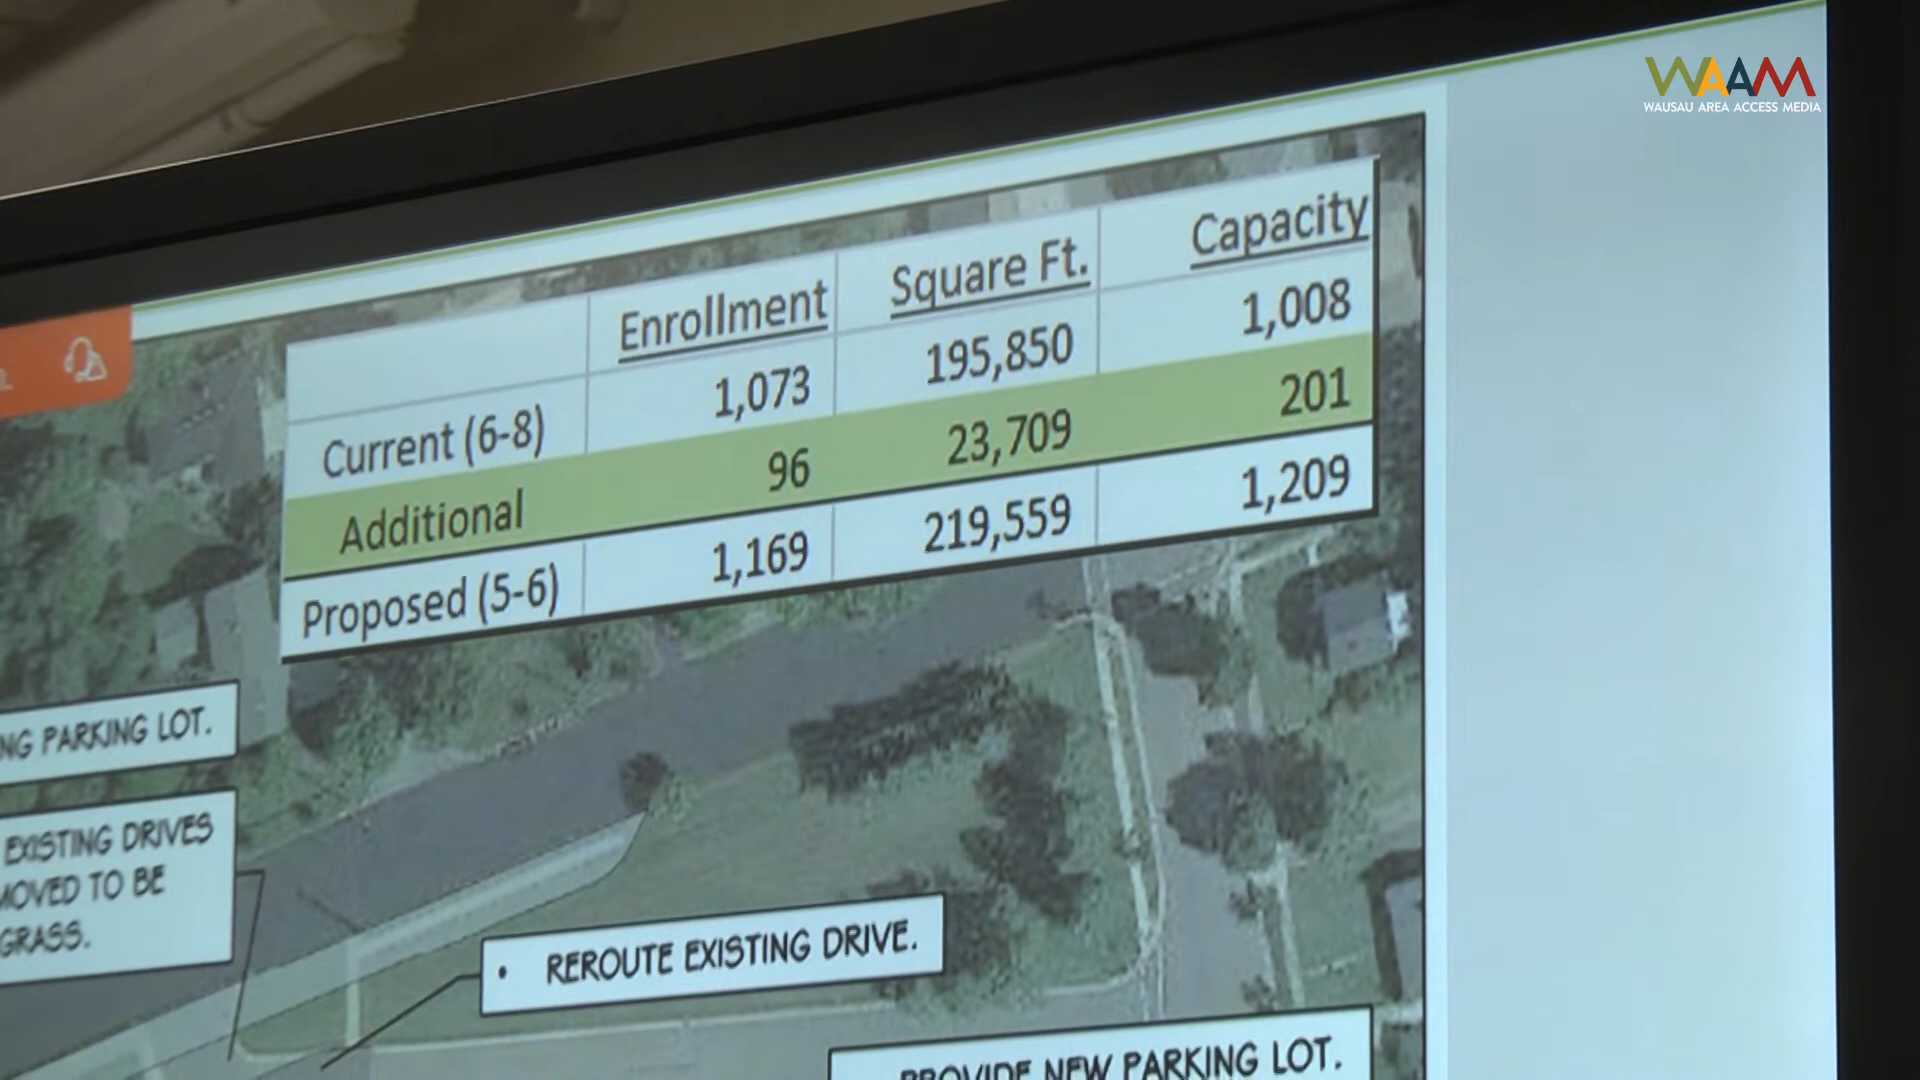 WAAM
WAUSAU AREA ACCESS MEDIA
Enrollment Square Ft. Capacity
Current (6-8) 1,073 195,850 1,008
Additional 96 23,709 201
Proposed (5-6) 1,169 219,559 1,209
PARKING LOT.
EXISTING DRIVES
TO BE
GRASS.
• REROUTE EXISTING DRIVE.
PROVIDE NEW PARKING LOT.